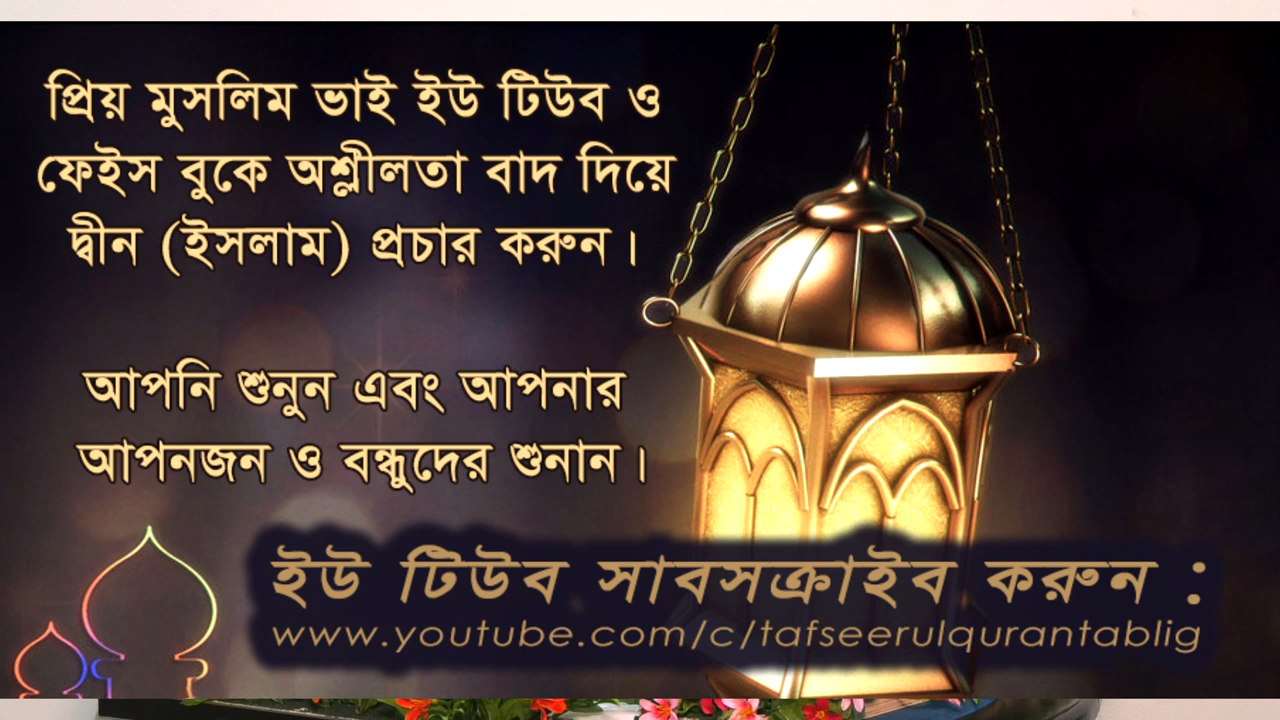 প্রিয় মুসলিম ভাই ইউ টিউব ও
ফেইস বুকে অশ্লীলতা বাদ দিয়ে
দ্বীন (ইসলাম) প্রচার করুন।
আপনি শুনুন এবং আপনার
আপনজন ও বন্ধুদের শুনান।
ইউ টিউব সাবসক্রাইব করুন :
www.youtube.com/c/tafseerulqurantablig